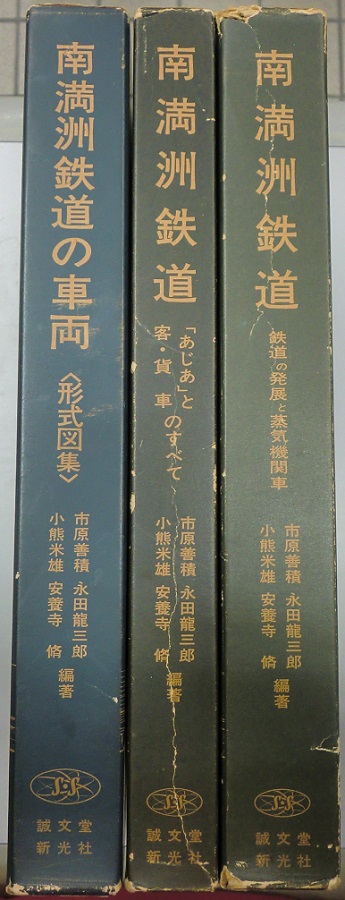 南満洲鉄道
鉄道の発展と蒸気機関車
市原善積 永田龍三郎
小熊米雄 安養寺 脩
編著
誠文堂
新光社
南満洲鉄道
「あじあ」と
客・貨車のすべて
市原善積 永田龍三郎
小熊米雄 安養寺 脩
編著
誠文堂
新光社
南満洲鉄道の車両
〈形式図集〉
市原善積 永田龍三郎
小熊米雄 安養寺 脩
編著
誠文堂
新光社